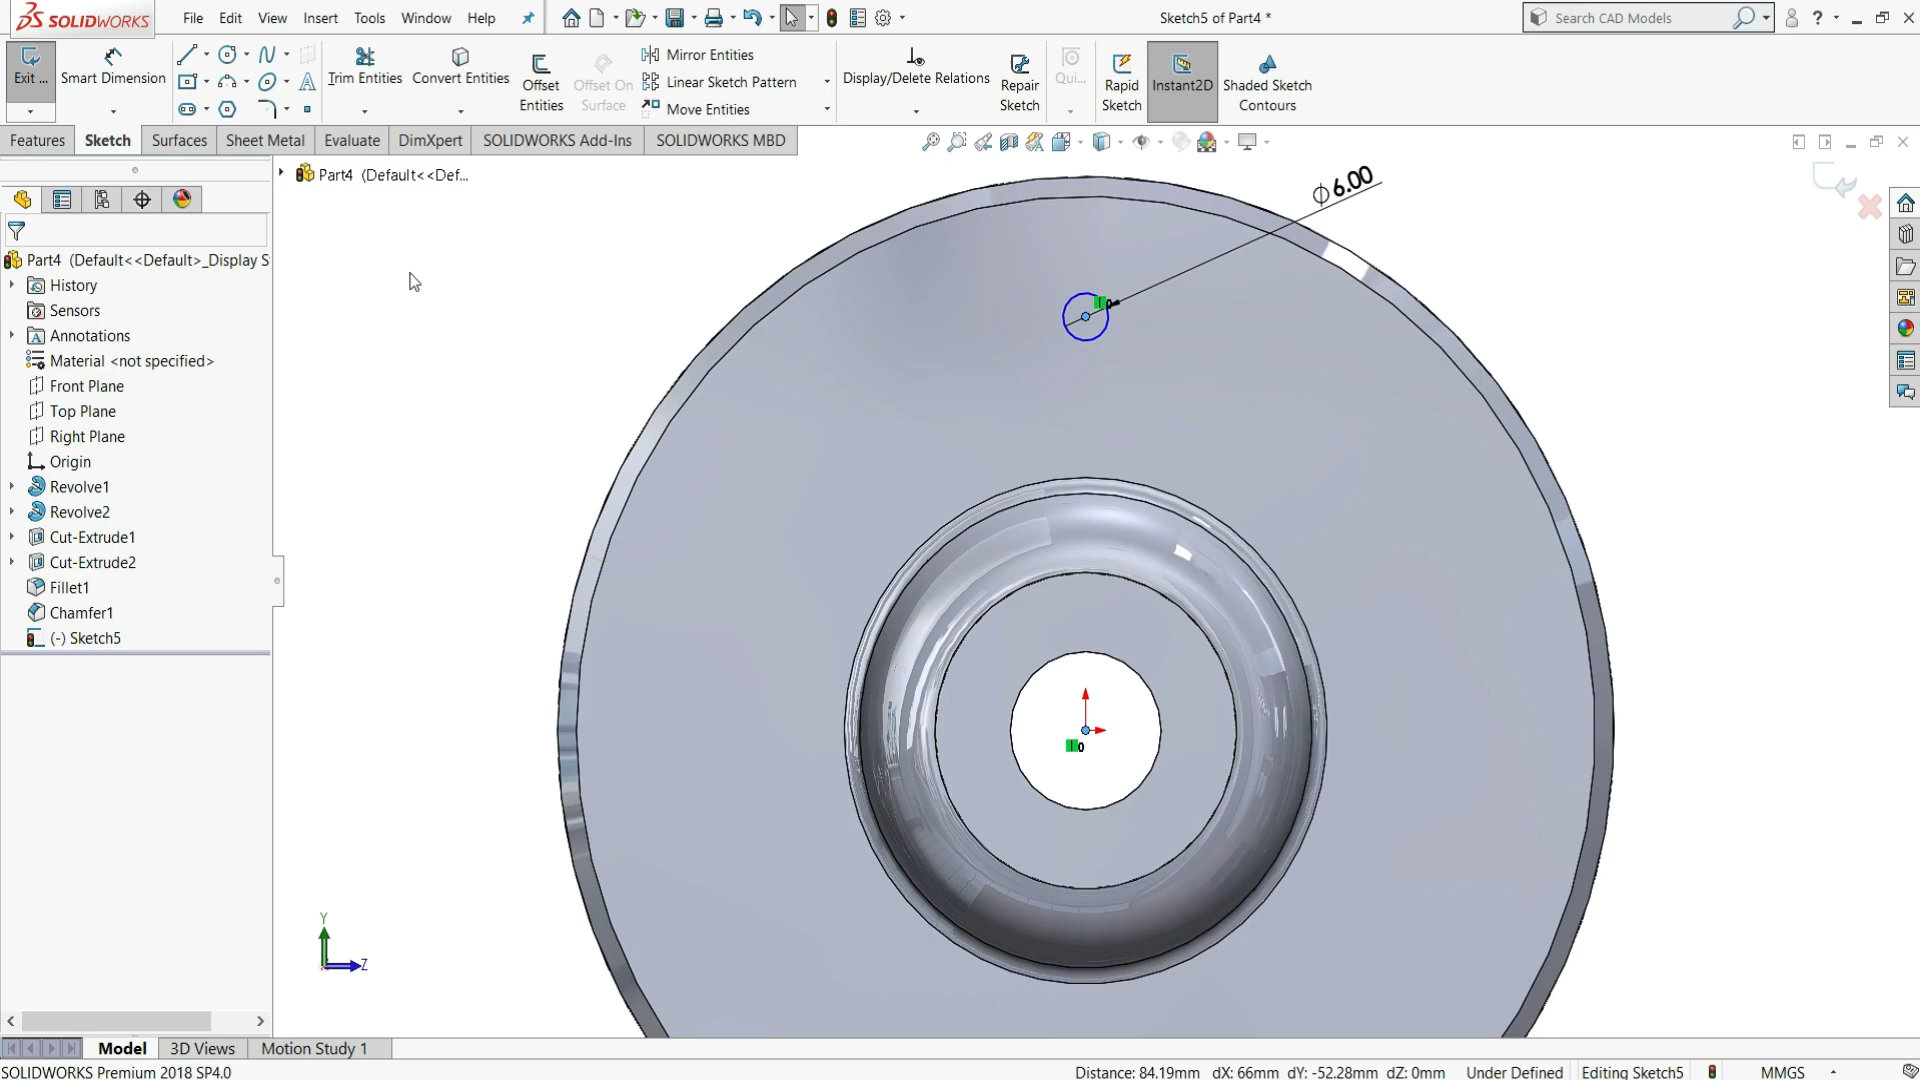 SOLIDWORKS
File Edit View Insert Tools Window Help
Sketch5 of Part4 *
Search CAD Models
Exit ...
Smart Dimension
Trim Entities
Convert Entities
Offset Entities
Offset On Surface
Mirror Entities
Linear Sketch Pattern
Move Entities
Display/Delete Relations
Repair Sketch
Qui...
Rapid Sketch
Instant2D
Shaded Sketch Contours
Features Sketch Surfaces Sheet Metal Evaluate DimXpert SOLIDWORKS Add-Ins SOLIDWORKS MBD
Part4 (Default<<Def...
Part4 (Default<<Default>_Display S
History
Sensors
Annotations
Material <not specified>
Front Plane
Top Plane
Right Plane
Origin
Revolve1
Revolve2
Cut-Extrude1
Cut-Extrude2
Fillet1
Chamfer1
(-) Sketch5
∅6.00
0
0
Y
Z
Model 3D Views Motion Study 1
SOLIDWORKS Premium 2018 SP4.0
Distance: 84.19mm dX: 66mm dY: -52.28mm dZ: 0mm Under Defined Editing Sketch5 MMGS